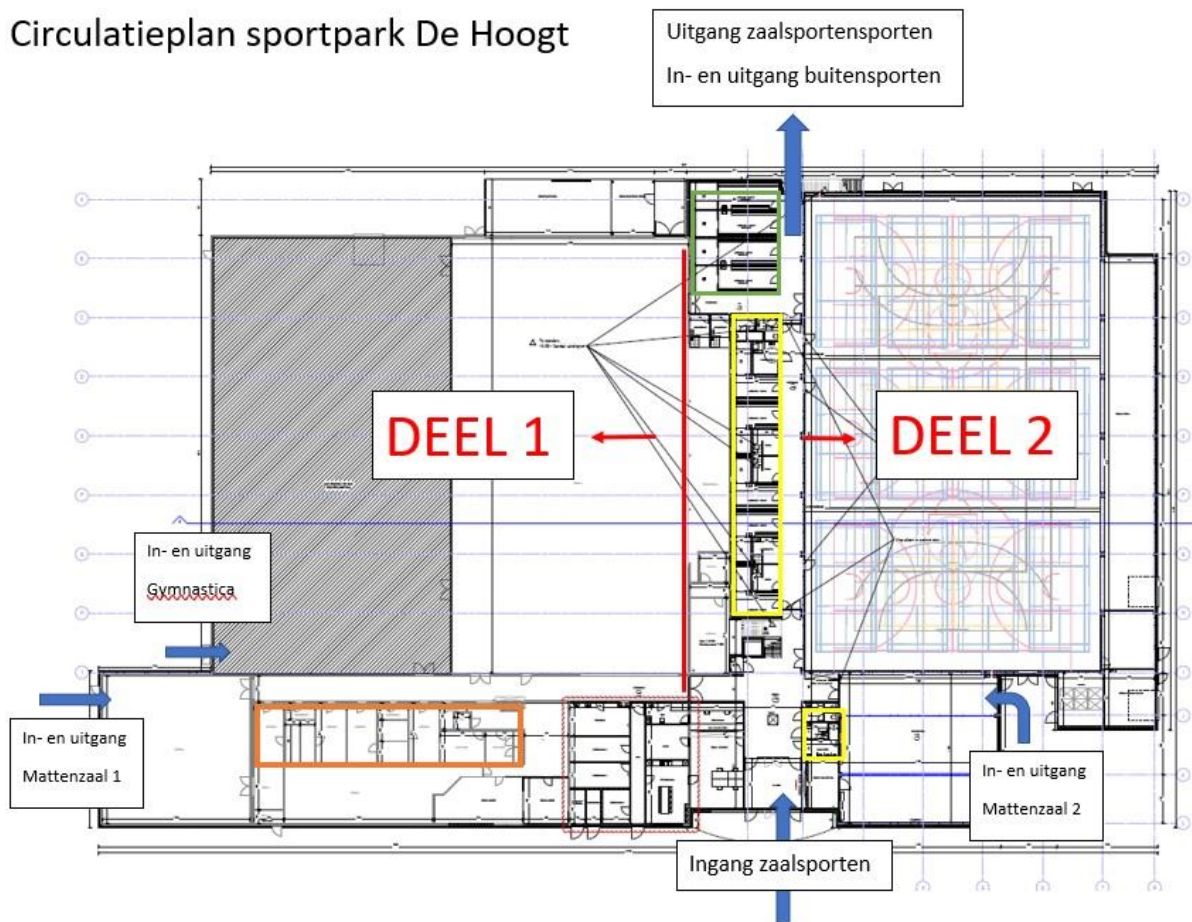 Circulatieplan sportpark De Hoogt
Uitgang zaalsportensporten
In- en uitgang buitensporten
DEEL 1
DEEL 2
In- en uitgang
Gymnastica
In- en uitgang
Mattenzaal 1
In- en uitgang
Mattenzaal 2
Ingang zaalsporten